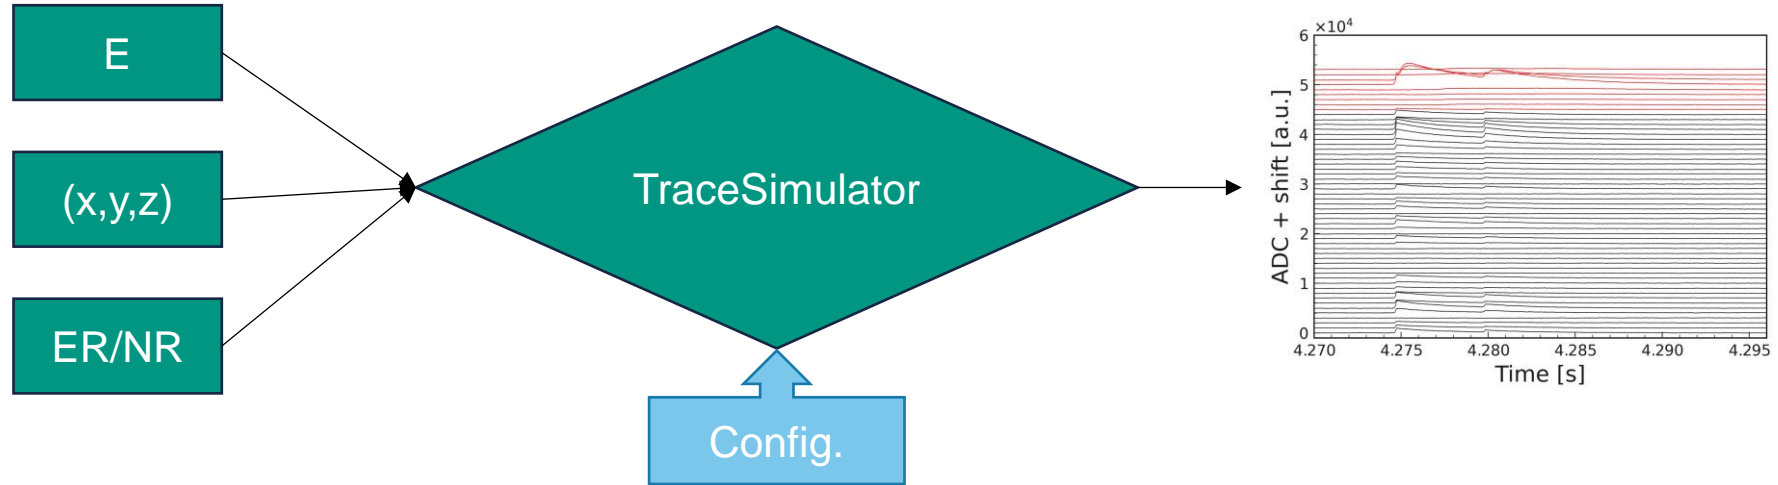 E
(x,y,z)
ER/NR
TraceSimulator
Config.
×10⁴
6
5
4
3
2
1
0
ADC + shift [a.u.]
4.270 4.275 4.280 4.285 4.290 4.295
Time [s]